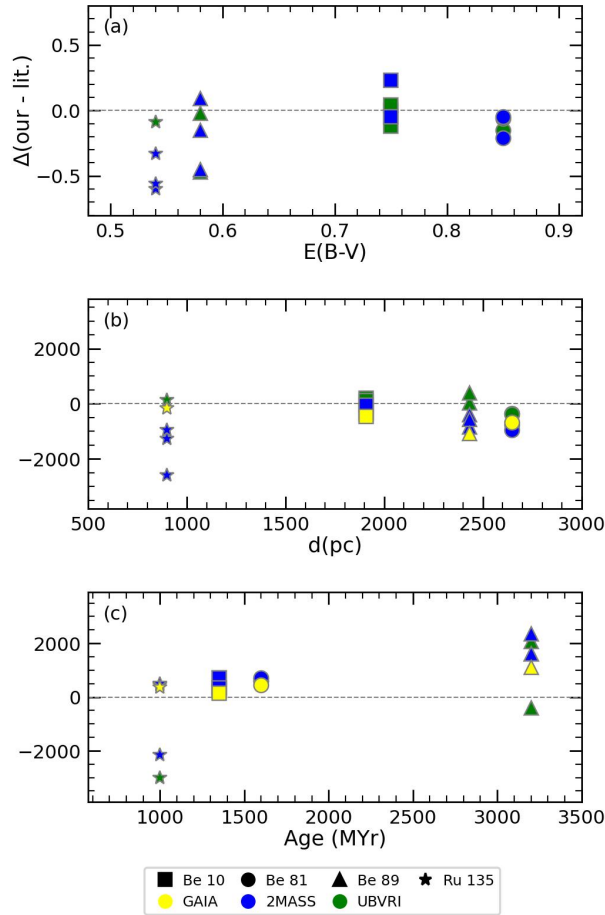 (a)
0.5
0.0
−0.5
Δ(our - lit.)
0.5 0.6 0.7 0.8 0.9
E(B-V)
(b)
2000
0
−2000
500 1000 1500 2000 2500 3000
d(pc)
(c)
2000
0
−2000
1000 1500 2000 2500 3000 3500
Age (MYr)
Be 10 Be 81 Be 89 Ru 135
GAIA 2MASS UBVRI